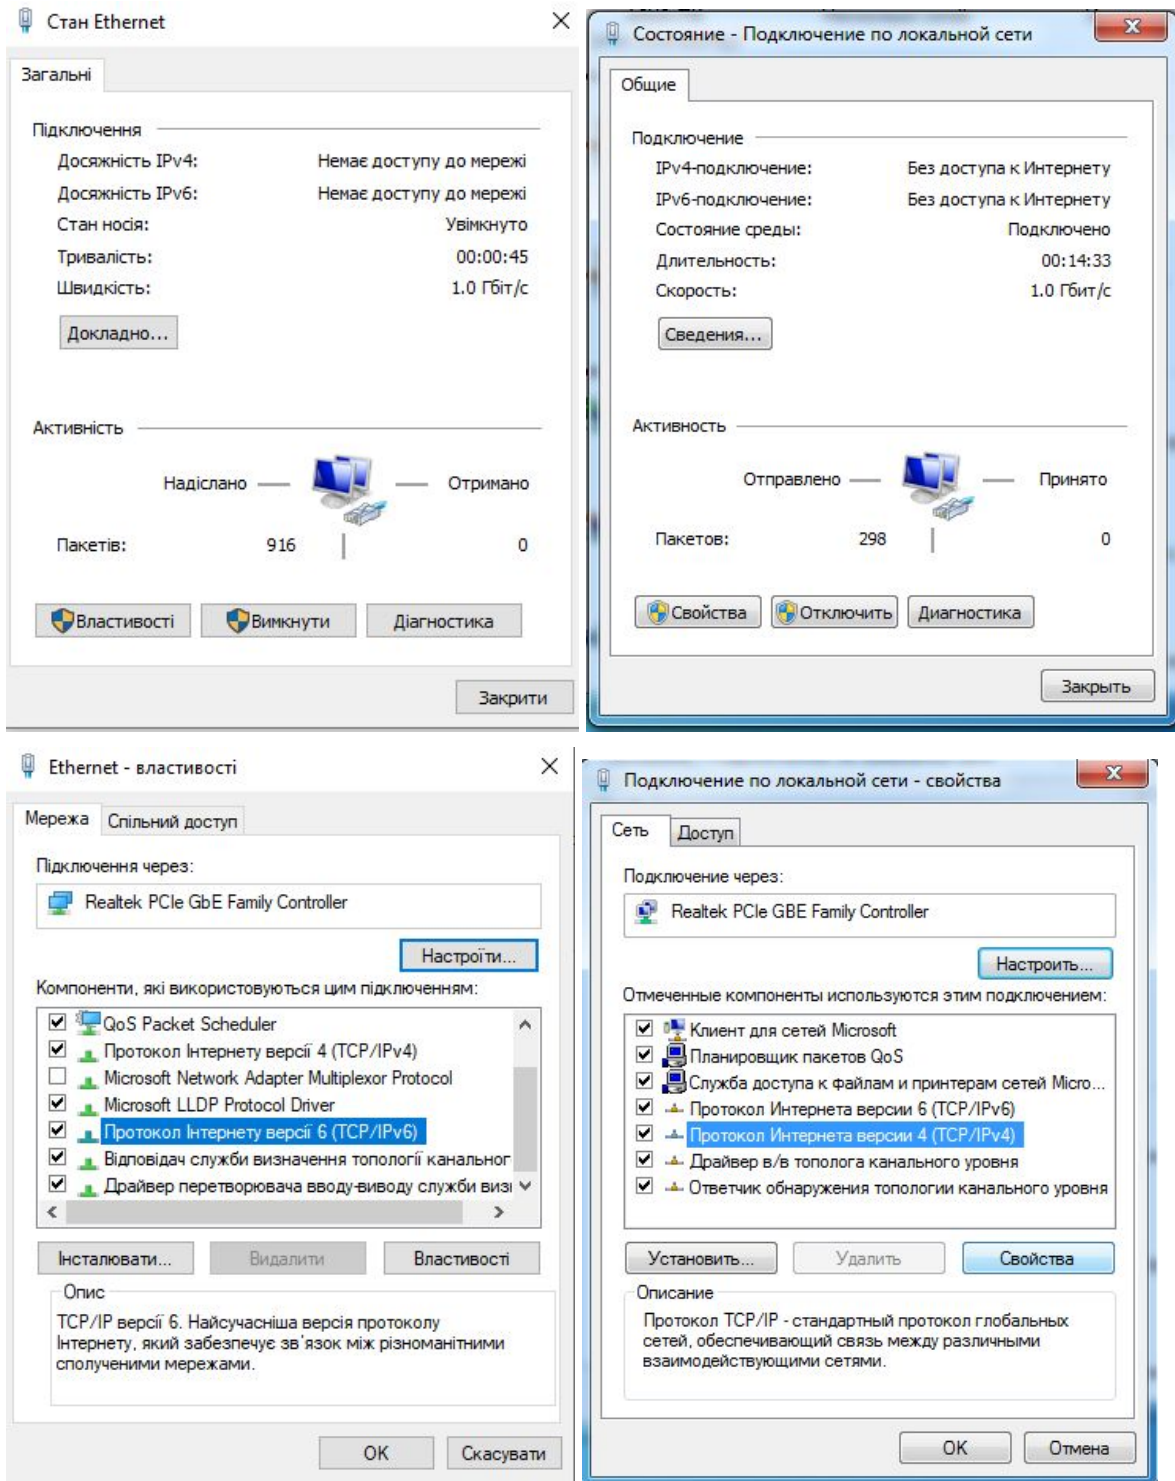 Стан Ethernet
Загальні
Підключення
Досяжність IPv4: Немає доступу до мережі
Досяжність IPv6: Немає доступу до мережі
Стан носія: Увімкнуто
Тривалість: 00:00:45
Швидкість: 1.0 Гбіт/с
Докладно...
Активність
Надіслано — — Отримано
Пакетів: 916 | 0
Властивості Вимкнути Діагностика
Закрити
Состояние - Подключение по локальной сети
Общие
Подключение
IPv4-подключение: Без доступа к Интернету
IPv6-подключение: Без доступа к Интернету
Состояние среды: Подключено
Длительность: 00:14:33
Скорость: 1.0 Гбит/с
Сведения...
Активность
Отправлено — — Принято
Пакетов: 298 | 0
Свойства Отключить Диагностика
Закрыть
Ethernet - властивості
Мережа Спільний доступ
Підключення через:
Realtek PCIe GbE Family Controller
Настроїти...
Компоненти, які використовуються цим підключенням:
QoS Packet Scheduler
Протокол Інтернету версії 4 (TCP/IPv4)
Microsoft Network Adapter Multiplexor Protocol
Microsoft LLDP Protocol Driver
Протокол Інтернету версії 6 (TCP/IPv6)
Відповідач служби визначення топології канальног
Драйвер перетворювача вводу-виводу служби виз
Інсталювати... Видалити Властивості
Опис
TCP/IP версії 6. Найсучасніша версія протоколу
Інтернету, який забезпечує зв'язок між різноманітними
сполученими мережами.
OK Скасувати
Подключение по локальной сети - свойства
Сеть Доступ
Подключение через:
Realtek PCIe GBE Family Controller
Настроить...
Отмеченные компоненты используются этим подключением:
Клиент для сетей Microsoft
Планировщик пакетов QoS
Служба доступа к файлам и принтерам сетей Micro...
Протокол Интернета версии 6 (TCP/IPv6)
Протокол Интернета версии 4 (TCP/IPv4)
Драйвер в/в тополога канального уровня
Ответчик обнаружения топологии канального уровня
Установить... Удалить Свойства
Описание
Протокол TCP/IP - стандартный протокол глобальных
сетей, обеспечивающий связь между различными
взаимодействующими сетями.
OK Отмена